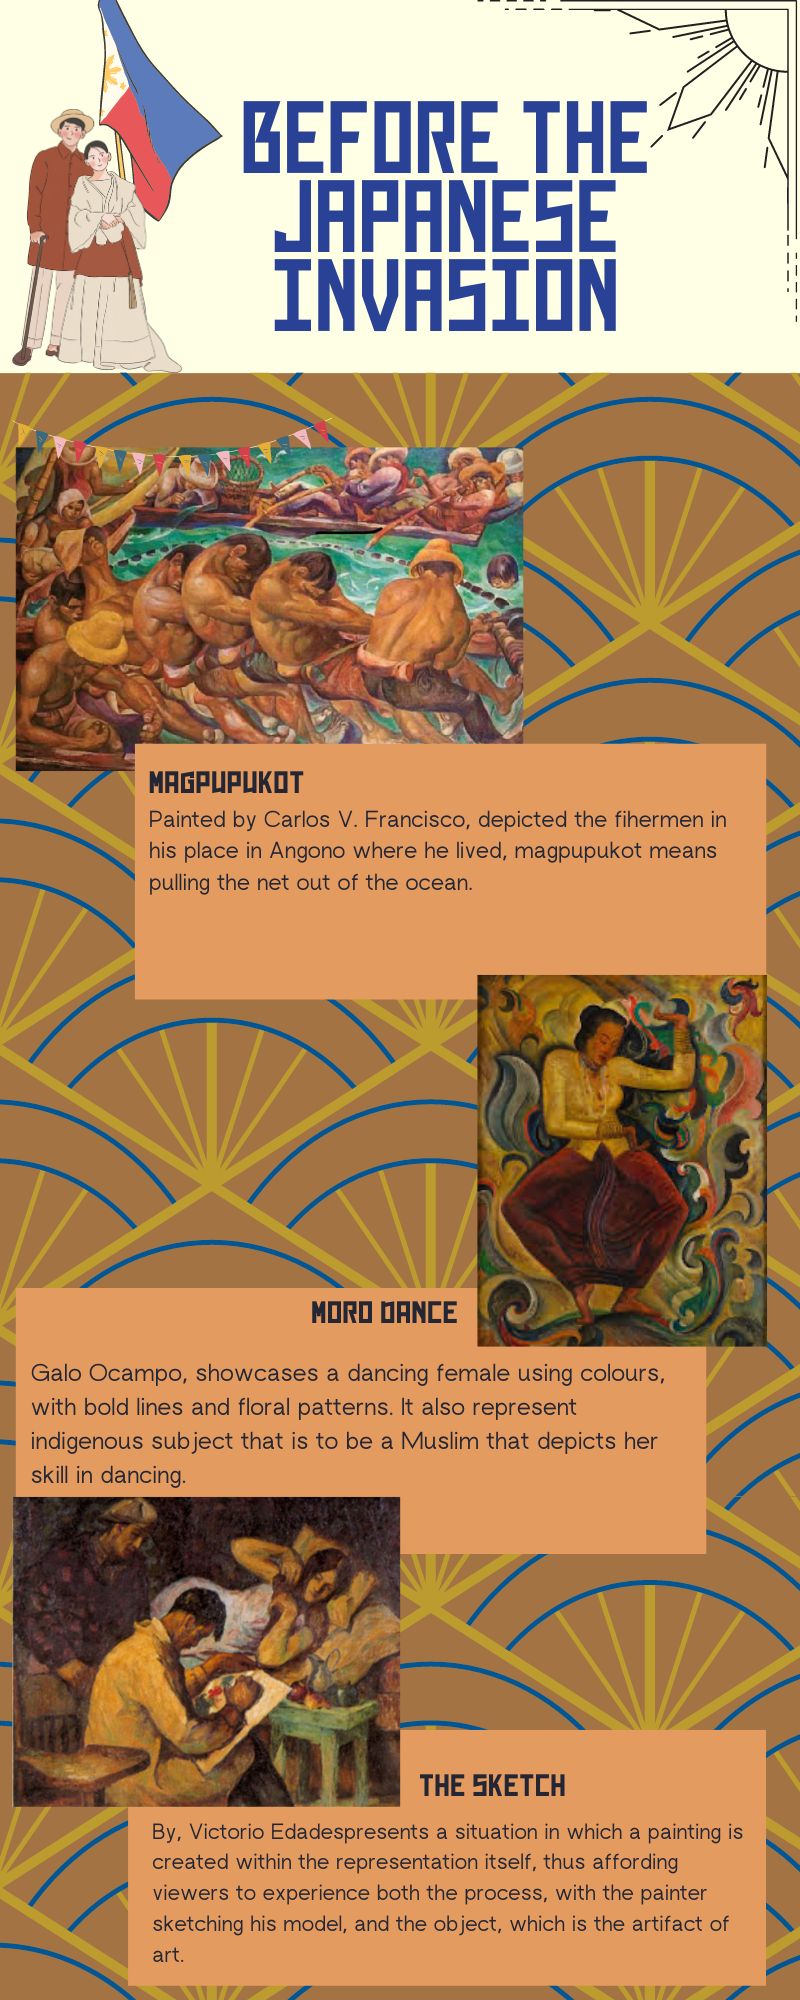 BEFORE THE
JAPANESE
INVASION
MAGPUPUKOT
Painted by Carlos V. Francisco, depicted the fihermen in
his place in Angono where he lived, magpupukot means
pulling the net out of the ocean.
MORO DANCE
Galo Ocampo, showcases a dancing female using colours,
with bold lines and floral patterns. It also represent
indigenous subject that is to be a Muslim that depicts her
skill in dancing.
THE SKETCH
By, Victorio Edadespresents a situation in which a painting is
created within the representation itself, thus affording
viewers to experience both the process, with the painter
sketching his model, and the object, which is the artifact of
art.